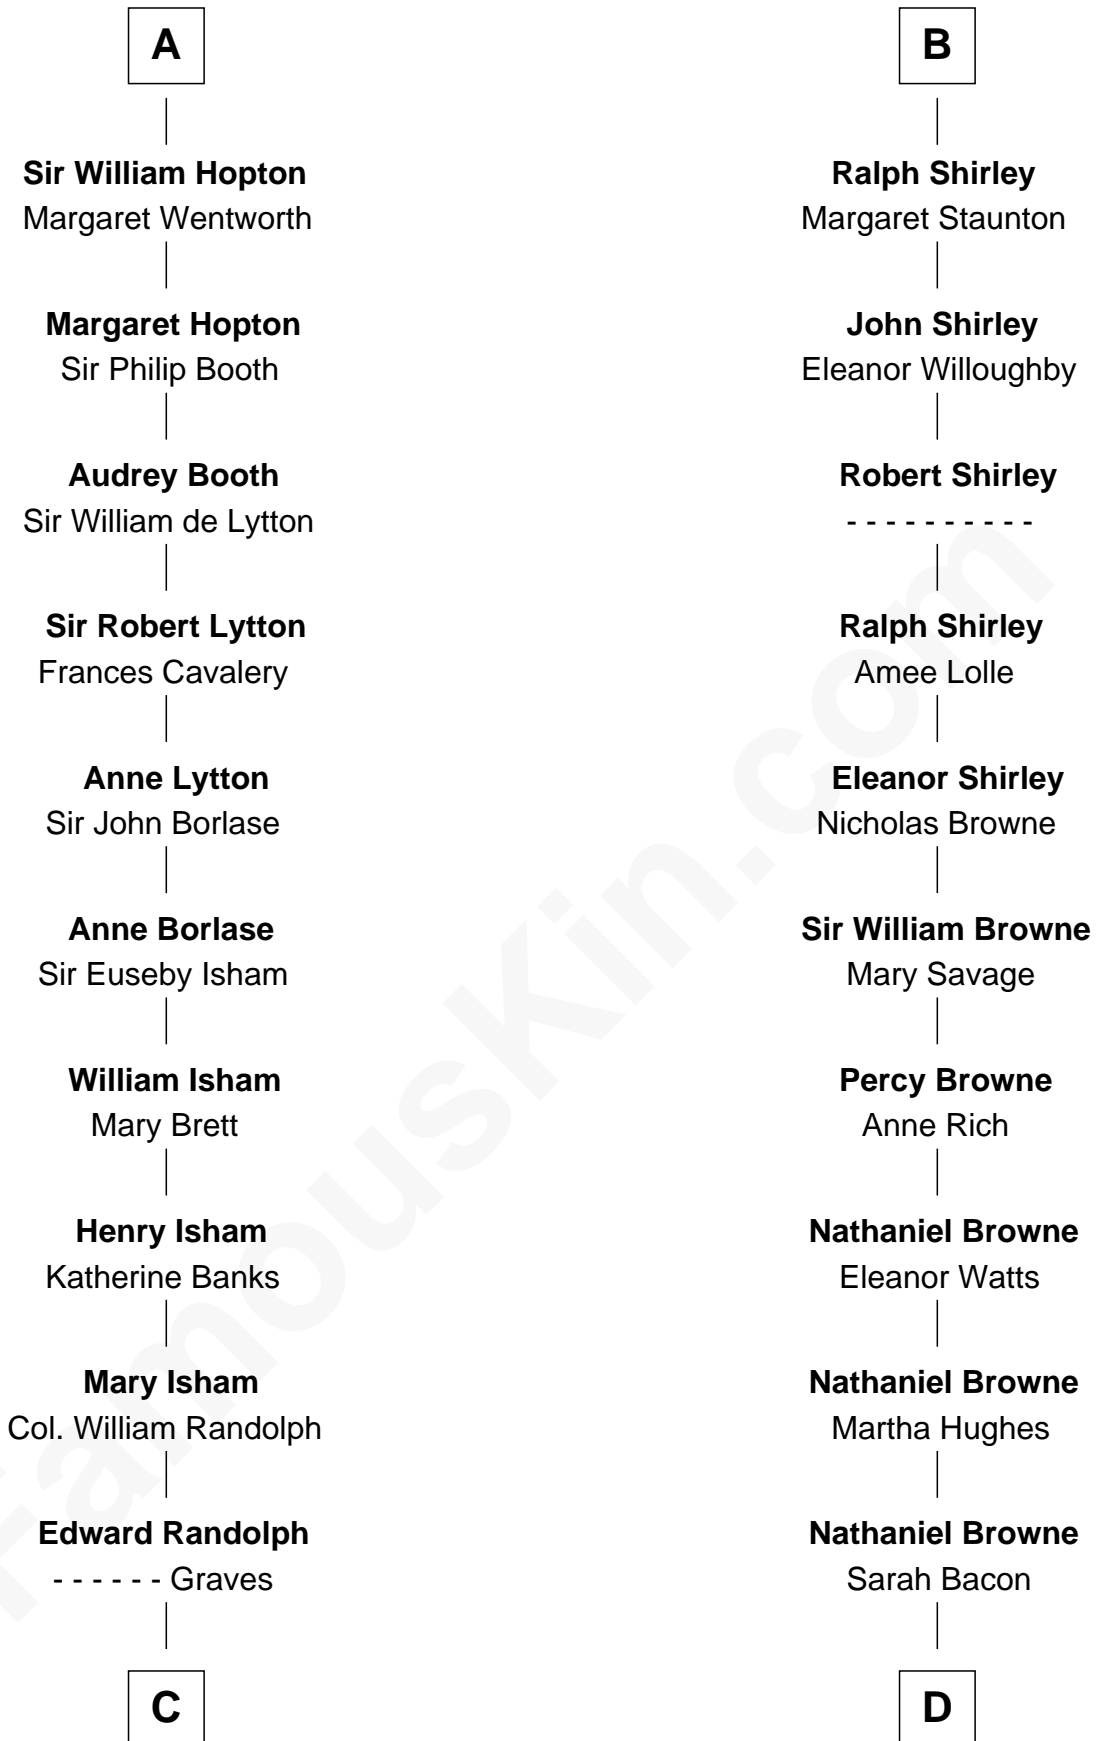 A
Sir William Hopton
Margaret Wentworth
Margaret Hopton
Sir Philip Booth
Audrey Booth
Sir William de Lytton
Sir Robert Lytton
Frances Cavalery
Anne Lytton
Sir John Borlase
Anne Borlase
Sir Euseby Isham
William Isham
Mary Brett
Henry Isham
Katherine Banks
Mary Isham
Col. William Randolph
Edward Randolph
- - - - - - Graves
C
B
Ralph Shirley
Margaret Staunton
John Shirley
Eleanor Willoughby
Robert Shirley
- - - - - - - - - -
Ralph Shirley
Amee Lolle
Eleanor Shirley
Nicholas Browne
Sir William Browne
Mary Savage
Percy Browne
Anne Rich
Nathaniel Browne
Eleanor Watts
Nathaniel Browne
Martha Hughes
Nathaniel Browne
Sarah Bacon
D
FamousKin.com